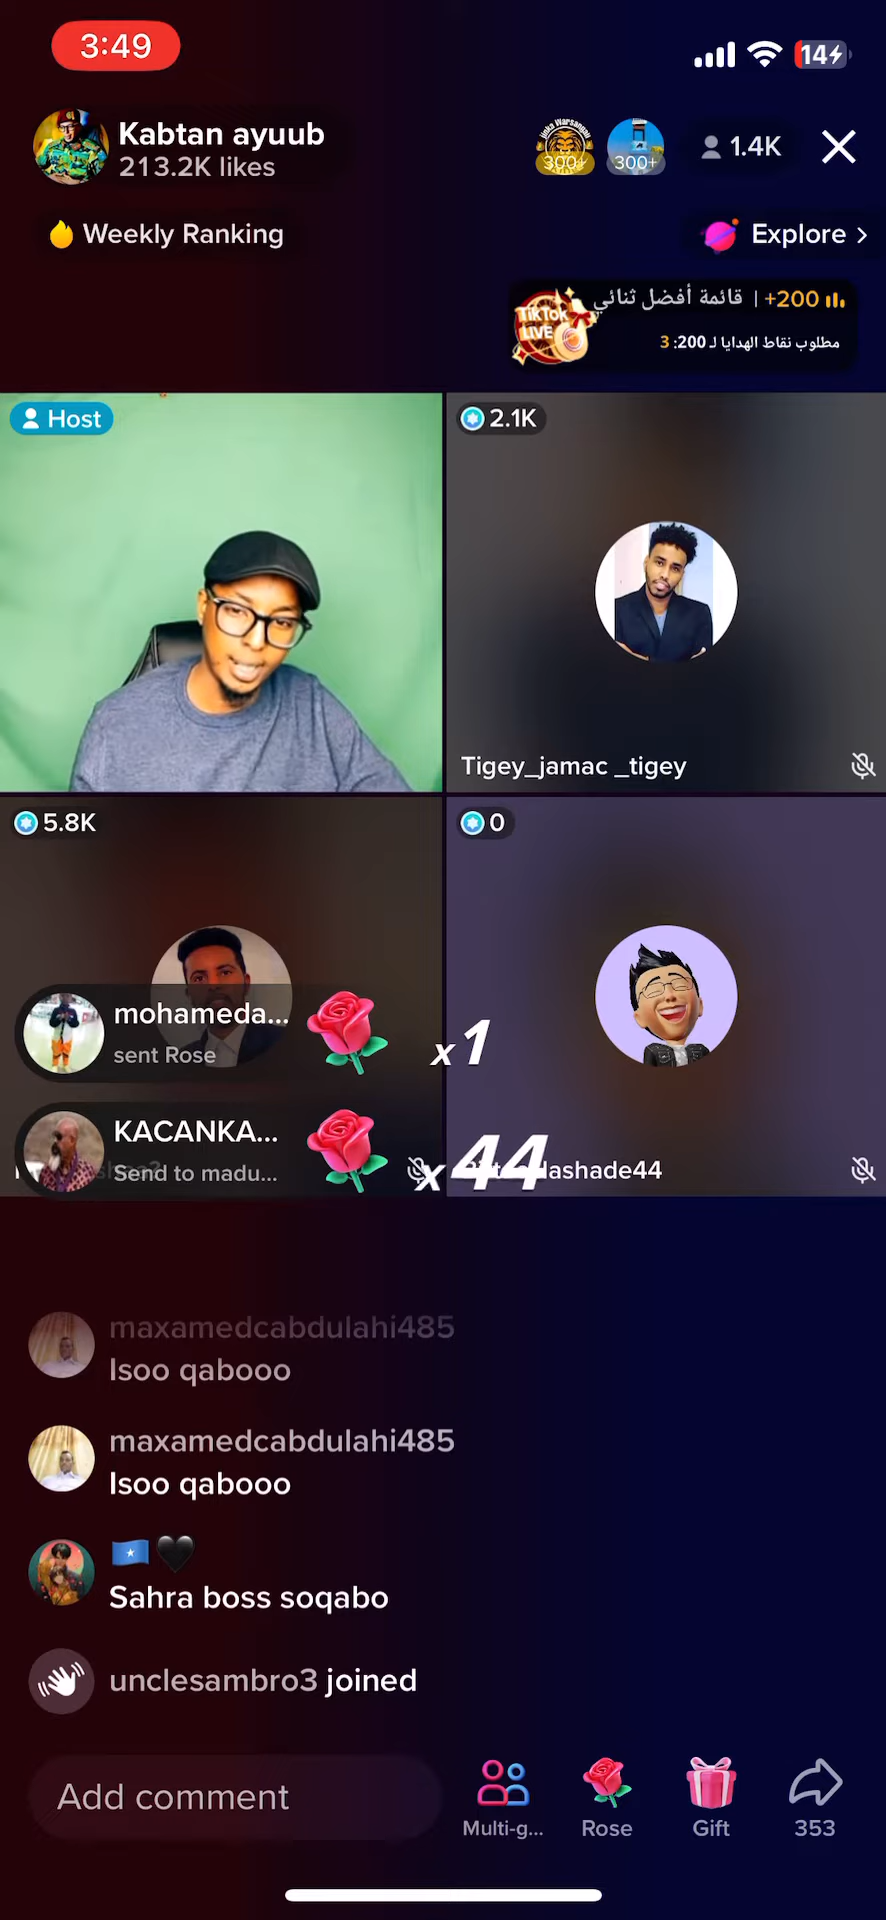 3:49
14
Kabtan ayuub
213.2K likes
300+
300+
1.4K
Weekly Ranking
Explore
قائمة أفضل ثنائي | +200
TikTok LIVE
مطلوب نقاط الهدايا لـ 200: 3
Host
2.1K
Tigey_jamac _tigey
5.8K
0
mohameda...
sent Rose
x1
KACANKA...
Send to madu...
x44
lashade44
maxamedcabdulahi485
Isoo qabooo
maxamedcabdulahi485
Isoo qabooo
Sahra boss soqabo
unclesambro3 joined
Add comment
Multi-g...
Rose
Gift
353